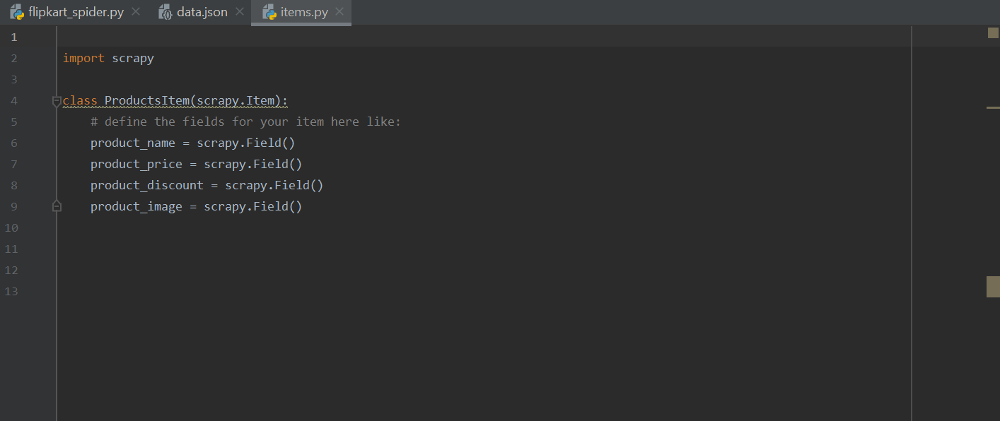 flipkart_spider.py data.json items.py
1
2 import scrapy
3
4 class ProductsItem(scrapy.Item):
5 # define the fields for your item here like:
6 product_name = scrapy.Field()
7 product_price = scrapy.Field()
8 product_discount = scrapy.Field()
9 product_image = scrapy.Field()
10
11
12
13